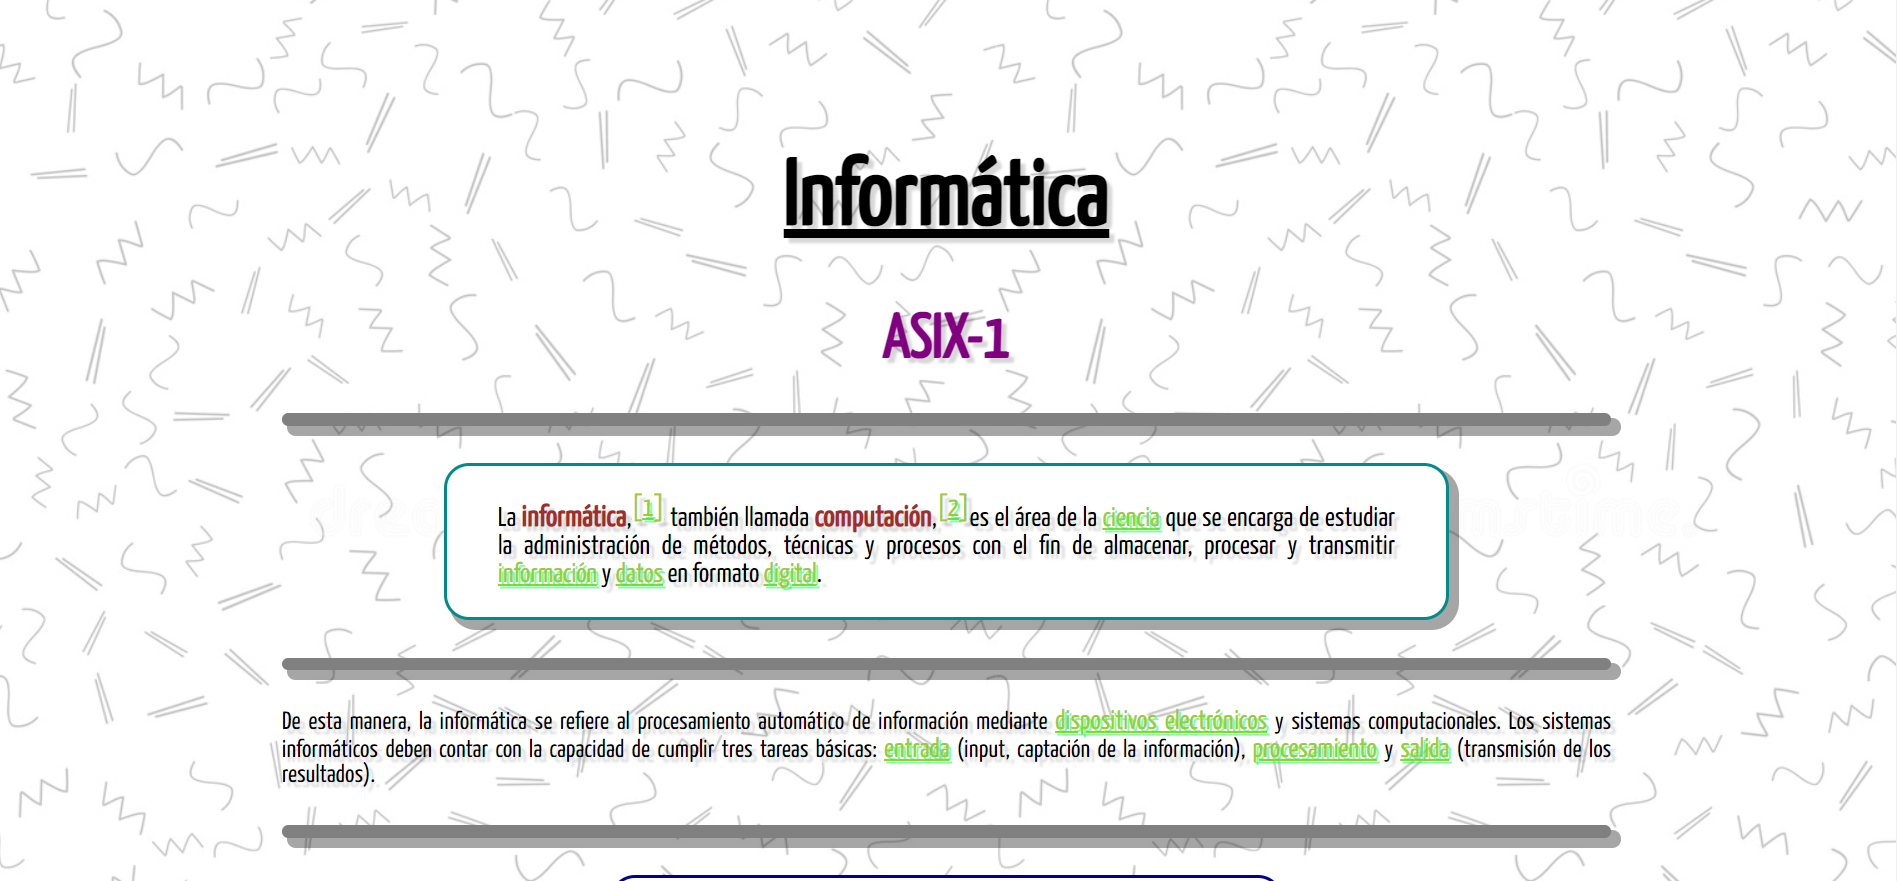 Informática
ASIX-1
La informática,[1] también llamada computación,[2]es el área de la ciencia que se encarga de estudiar
la administración de métodos, técnicas y procesos con el fin de almacenar, procesar y transmitir
información y datos en formato digital.
De esta manera, la informática se refiere al procesamiento automático de información mediante dispositivos electrónicos y sistemas computacionales. Los sistemas
informáticos deben contar con la capacidad de cumplir tres tareas básicas: entrada (input, captación de la información), procesamiento y salida (transmisión de los
resultados).